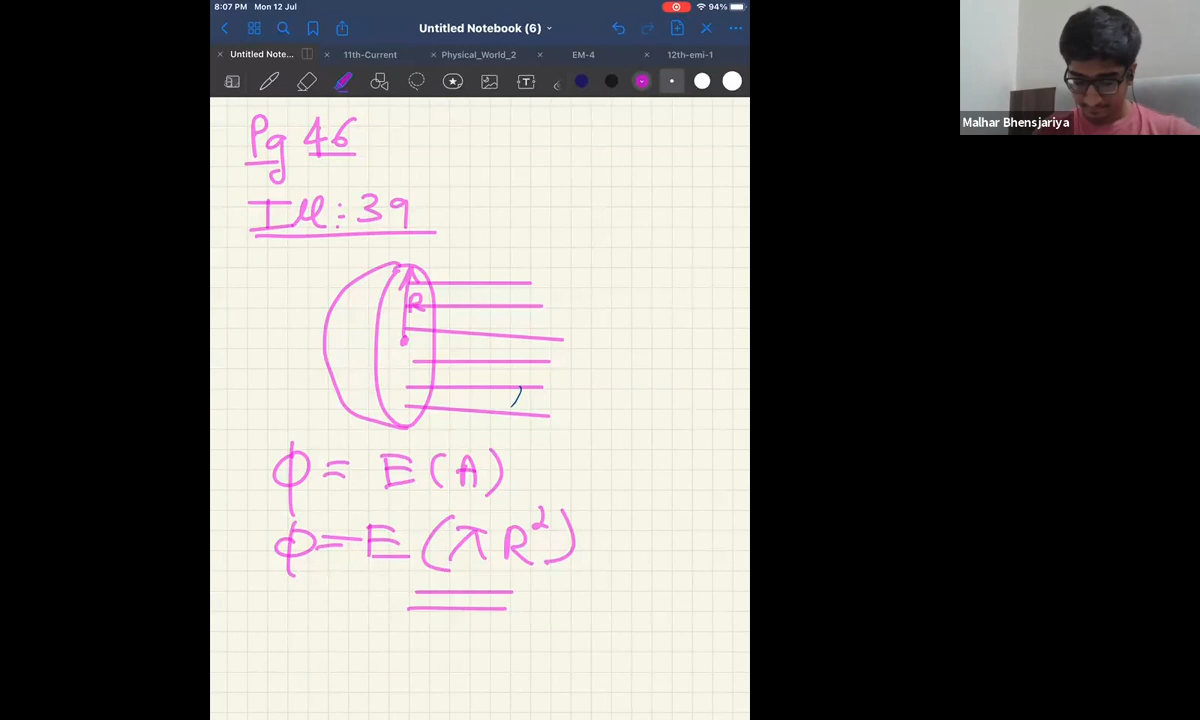 8:07 PM Mon 12 Jul
94%
Untitled Notebook (6)
Untitled Note...
11th-Current
Physical_World_2
EM-4
12th-emi-1
Malhar Bhensjariya
Pg 46
Ill: 39
R
ϕ = E(A)
ϕ = E (πR²)